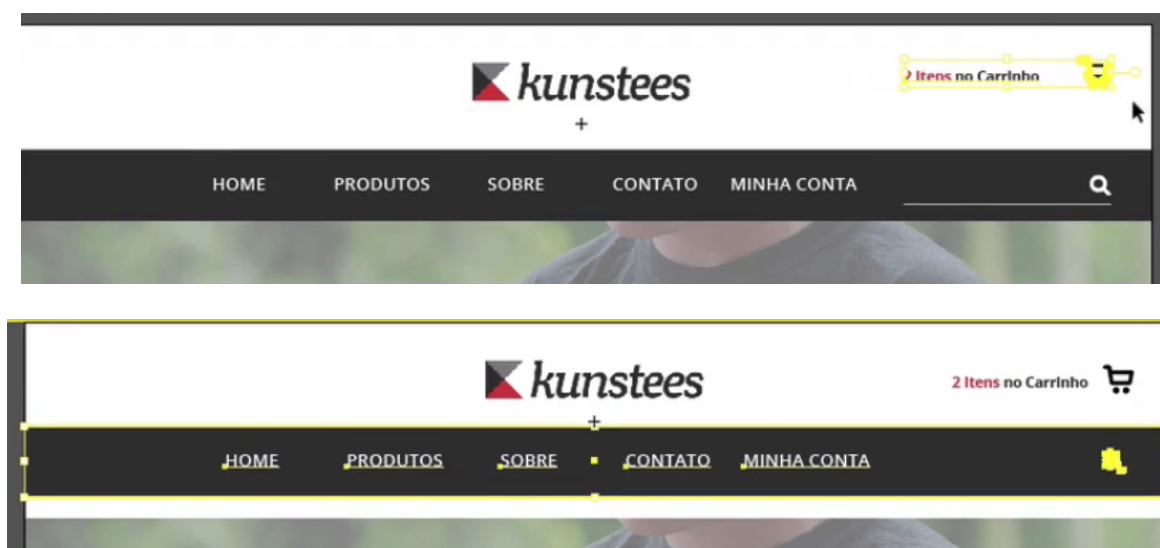 kunstees
2 Itens no Carrinho
HOME PRODUTOS SOBRE CONTATO MINHA CONTA
kunstees
2 Itens no Carrinho
HOME PRODUTOS SOBRE CONTATO MINHA CONTA